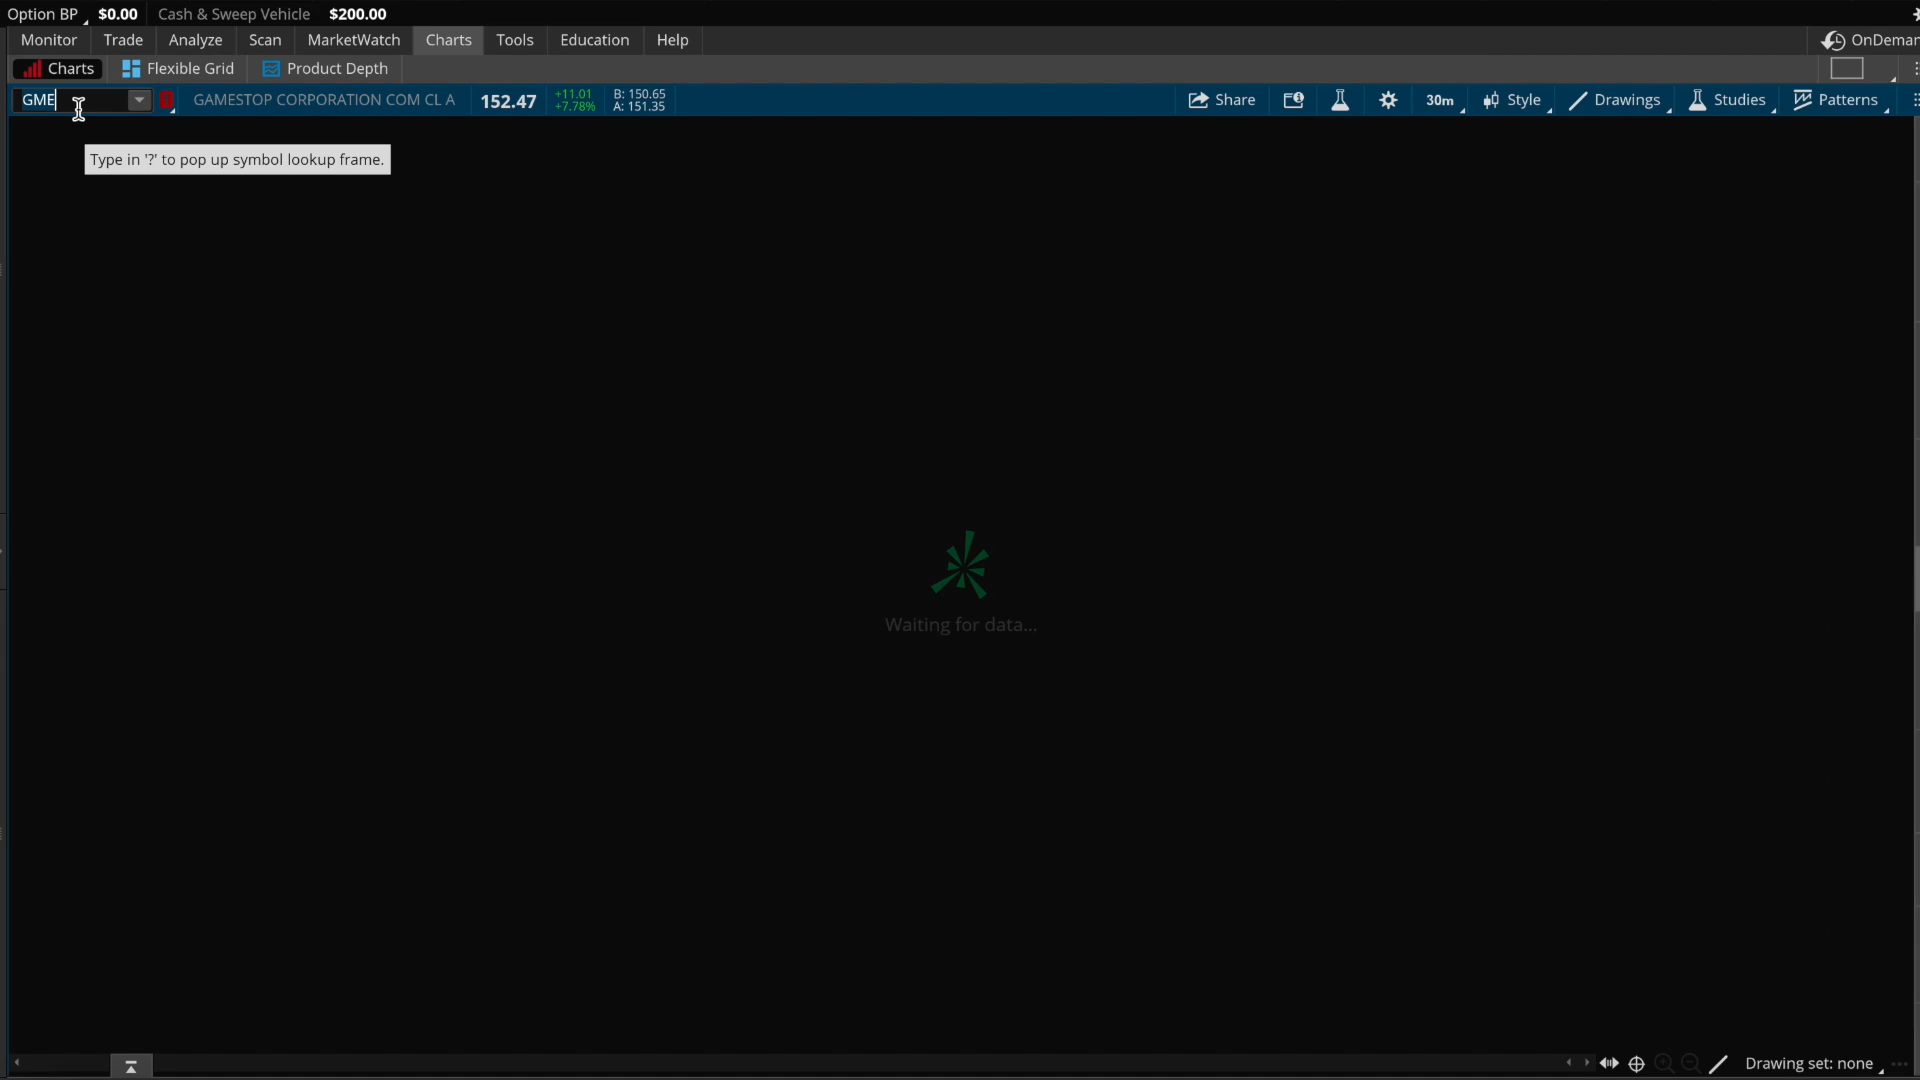 Option BP $0.00 Cash & Sweep Vehicle $200.00
Monitor Trade Analyze Scan MarketWatch Charts Tools Education Help OnDeman
Charts Flexible Grid Product Depth
GME GAMESTOP CORPORATION COM CL A 152.47 +11.01 B: 150.65 Share 30m Style Drawings Studies Patterns
+7.78% A: 151.35
Type in '?' to pop up symbol lookup frame.
Waiting for data...
Drawing set: none